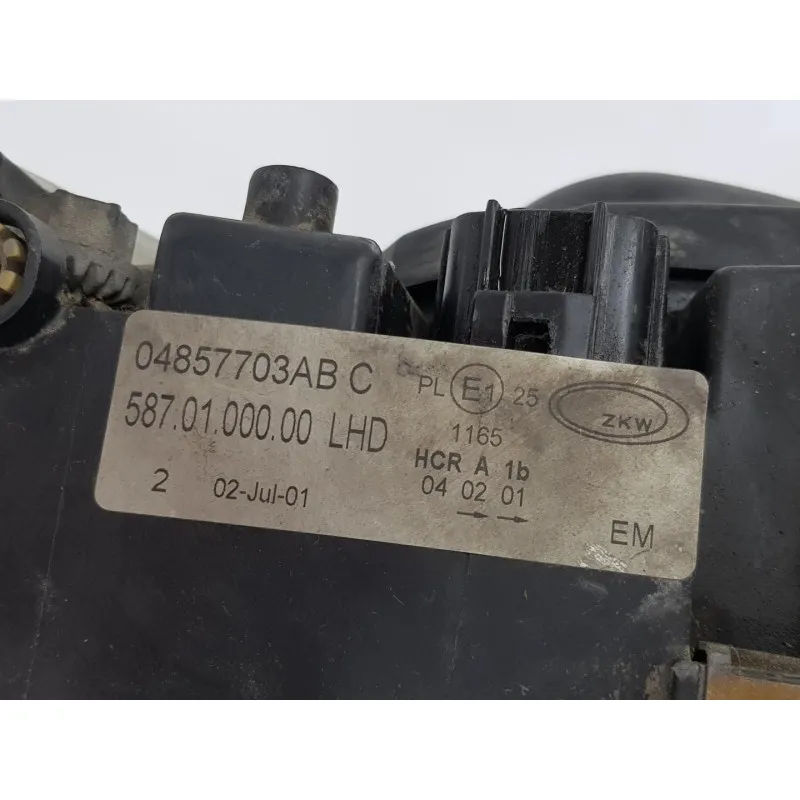 04857703AB C
587.01.000.00 LHD
2 02-Jul-01
PL E1 25
1165
HCR A 1b
04 02 01
ZKW
EM